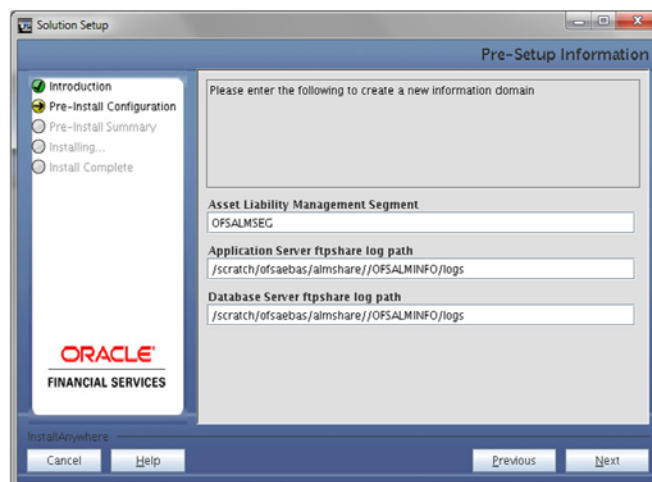 Solution Setup
Pre-Setup Information
Introduction
Pre-Install Configuration
Pre-Install Summary
Installing...
Install Complete
Please enter the following to create a new information domain
Asset Liability Management Segment
OFSALMSEG
Application Server ftpshare log path
/scratch/ofsaebas/almshare//OFSALMINFO/logs
Database Server ftpshare log path
/scratch/ofsaebas/almshare//OFSALMINFO/logs
ORACLE
FINANCIAL SERVICES
InstallAnywhere
Cancel Help Previous Next